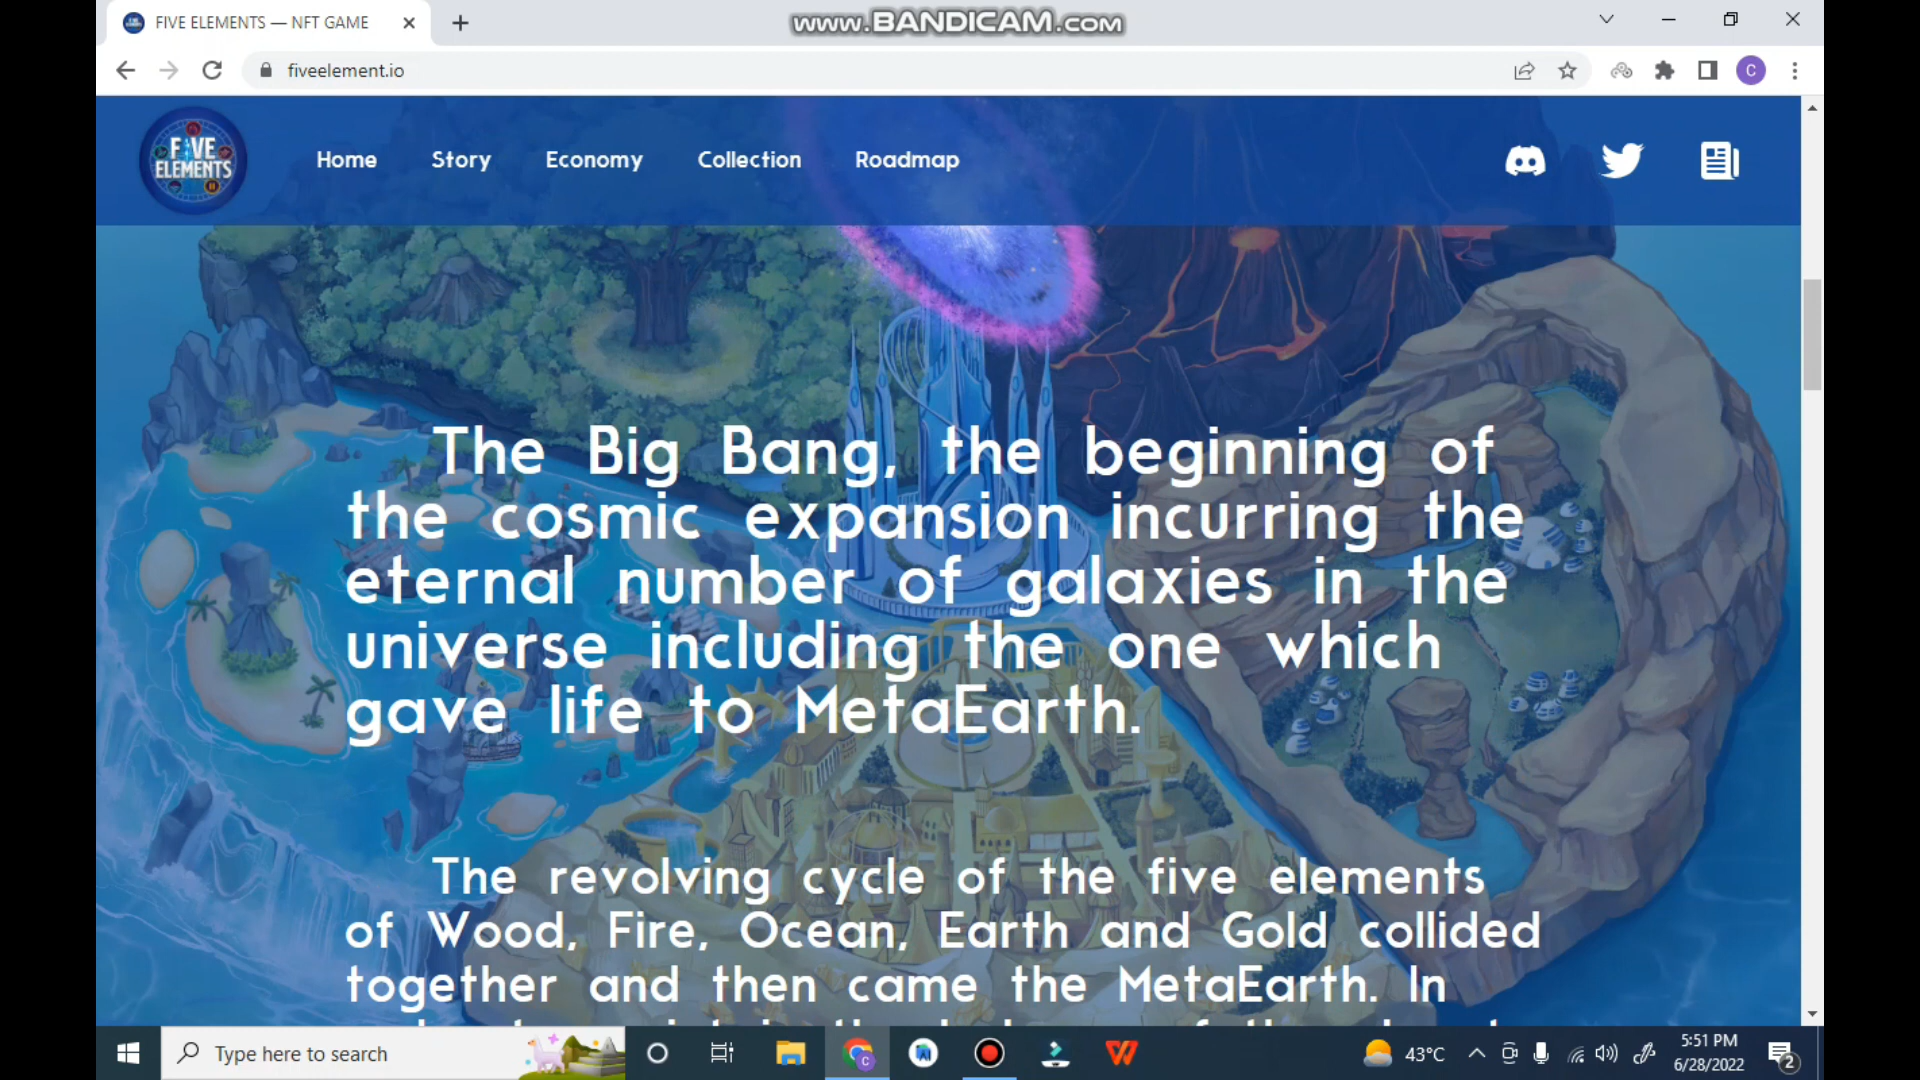 FIVE ELEMENTS — NFT GAME
www.BANDICAM.com
fiveelement.io
C
FIVE
ELEMENTS
Home
Story
Economy
Collection
Roadmap
The Big Bang, the beginning of
the cosmic expansion incurring the
eternal number of galaxies in the
universe including the one which
gave life to MetaEarth.
The revolving cycle of the five elements
of Wood, Fire, Ocean, Earth and Gold collided
together and then came the MetaEarth. In
Type here to search
43°C
5:51 PM
6/28/2022
2